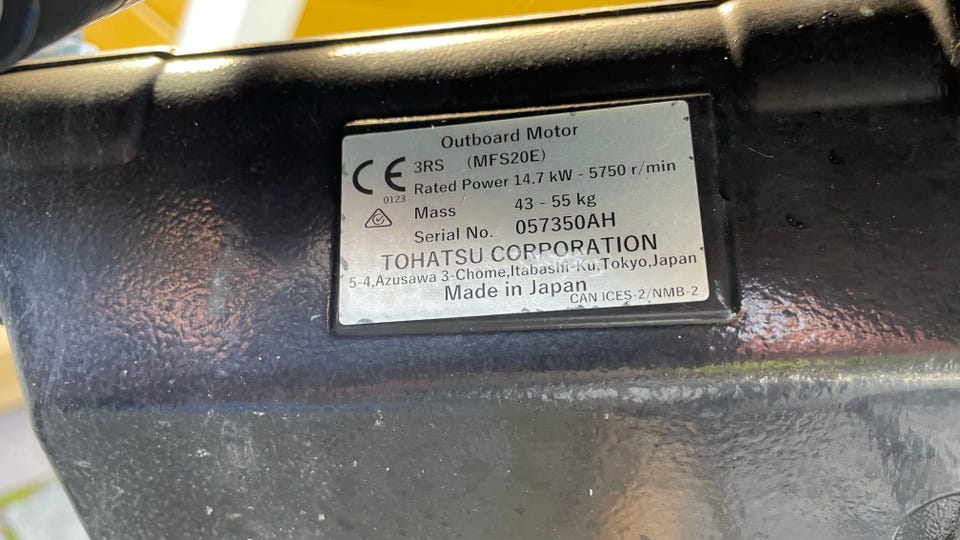 Outboard Motor
CE 3RS (MFS20E)
Rated Power 14.7 kW - 5750 r/min
0123
Mass 43 - 55 kg
Serial No. 057350AH
TOHATSU CORPORATION
5-4,Azusawa 3-Chome,Itabashi-Ku,Tokyo,Japan
Made in Japan
CAN ICES-2/NMB-2